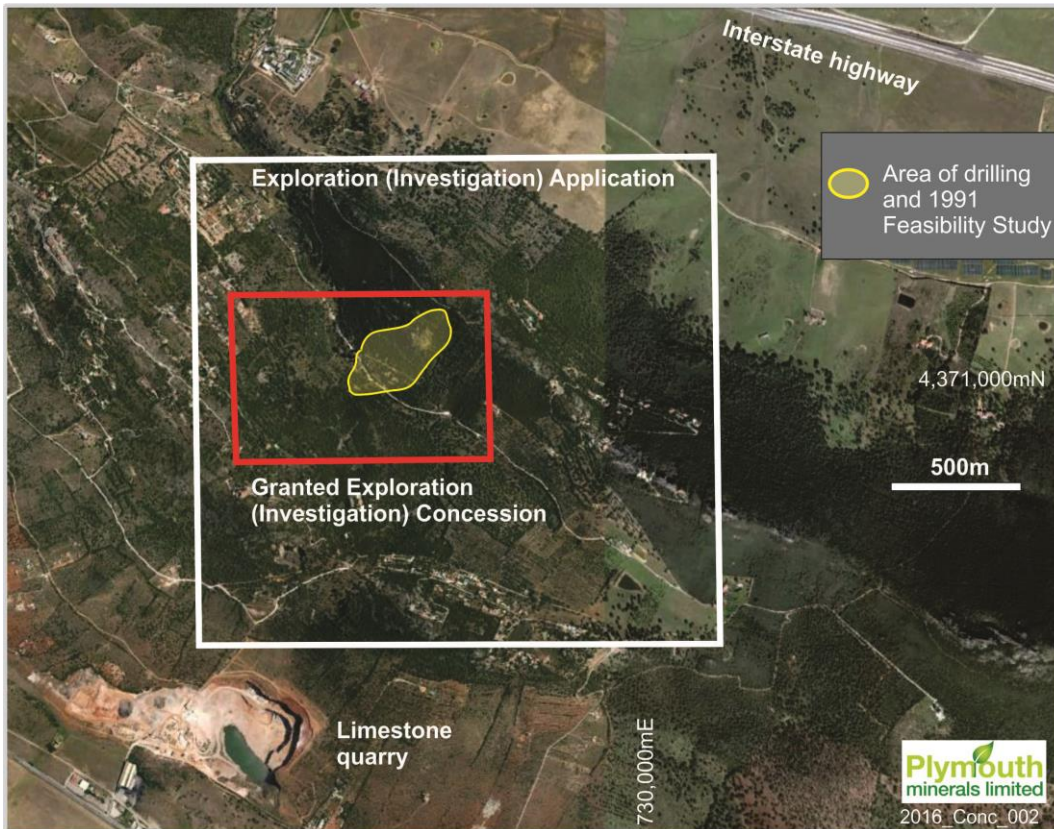 Interstate highway
Exploration (Investigation) Application
Area of drilling
and 1991
Feasibility Study
4,371,000mN
500m
Granted Exploration
(Investigation) Concession
Limestone
quarry
730,000mE
Plymouth
minerals limited
2016_Conc_002